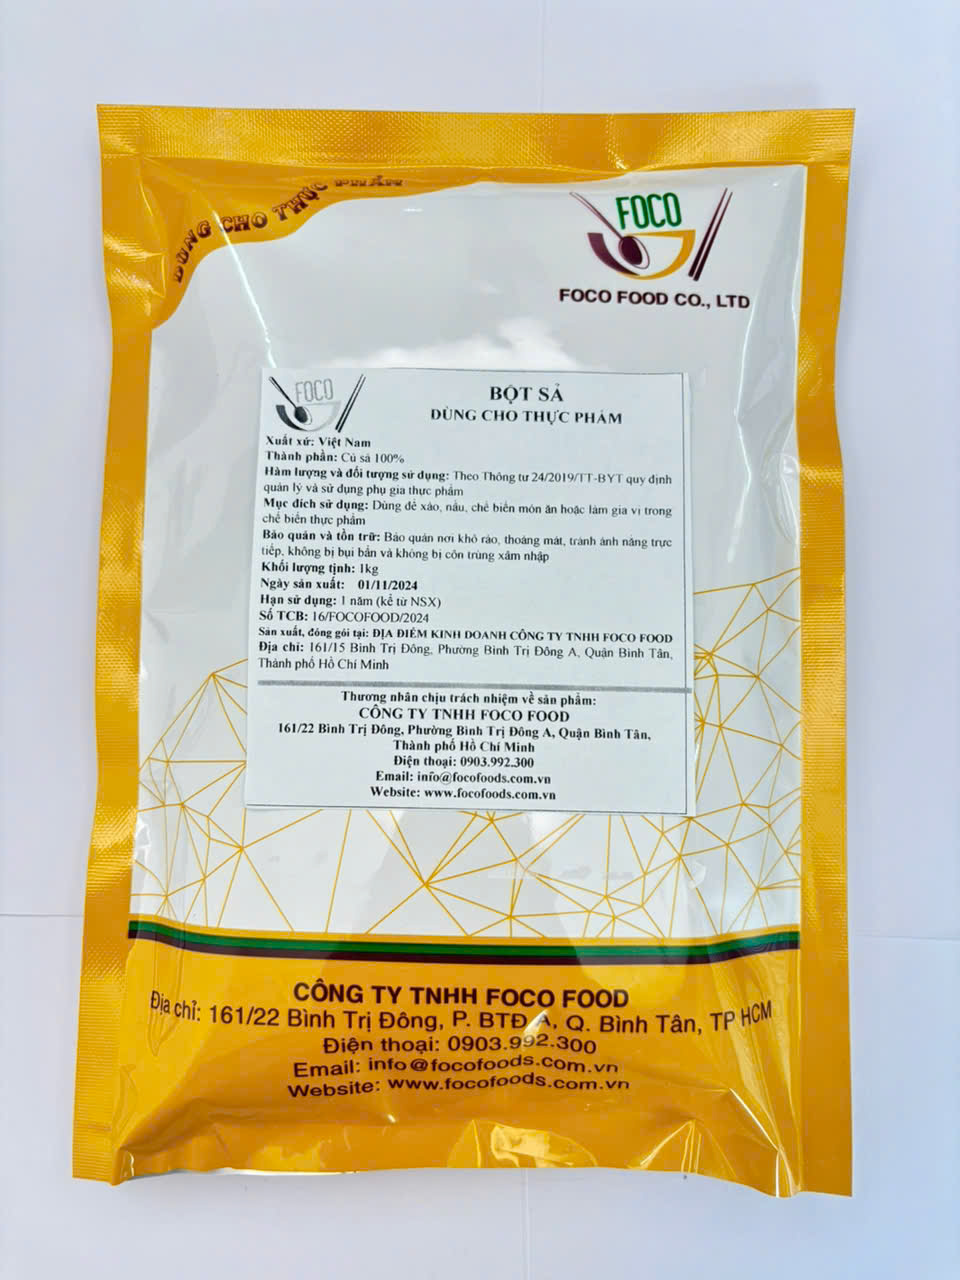 DÙNG CHO THỰC PHẨM
FOCO
FOCO FOOD CO., LTD
FOCO
BỘT SẢ
DÙNG CHO THỰC PHẨM
Xuất xứ: Việt Nam
Thành phần: Củ sả 100%
Hàm lượng và đối tượng sử dụng: Theo Thông tư 24/2019/TT-BYT quy định
quản lý và sử dụng phụ gia thực phẩm
Mục đích sử dụng: Dùng để xào, nấu, chế biến món ăn hoặc làm gia vị trong
chế biến thực phẩm
Bảo quản và tồn trữ: Bảo quản nơi khô ráo, thoáng mát, tránh ánh nắng trực
tiếp, không bị bụi bẩn và không bị côn trùng xâm nhập
Khối lượng tịnh: 1kg
Ngày sản xuất: 01/11/2024
Hạn sử dụng: 1 năm (kể từ NSX)
Số TCB: 16/FOCOFOOD/2024
Sản xuất, đóng gói tại: ĐỊA ĐIỂM KINH DOANH CÔNG TY TNHH FOCO FOOD
Địa chỉ: 161/15 Bình Trị Đông, Phường Bình Trị Đông A, Quận Bình Tân,
Thành phố Hồ Chí Minh
Thương nhân chịu trách nhiệm về sản phẩm:
CÔNG TY TNHH FOCO FOOD
161/22 Bình Trị Đông, Phường Bình Trị Đông A, Quận Bình Tân,
Thành phố Hồ Chí Minh
Điện thoại: 0903.992.300
Email: info@focofoods.com.vn
Website: www.focofoods.com.vn
CÔNG TY TNHH FOCO FOOD
Địa chỉ: 161/22 Bình Trị Đông, P. BTĐ A, Q. Bình Tân, TP HCM
Điện thoại: 0903.992.300
Email: info@focofoods.com.vn
Website: www.focofoods.com.vn